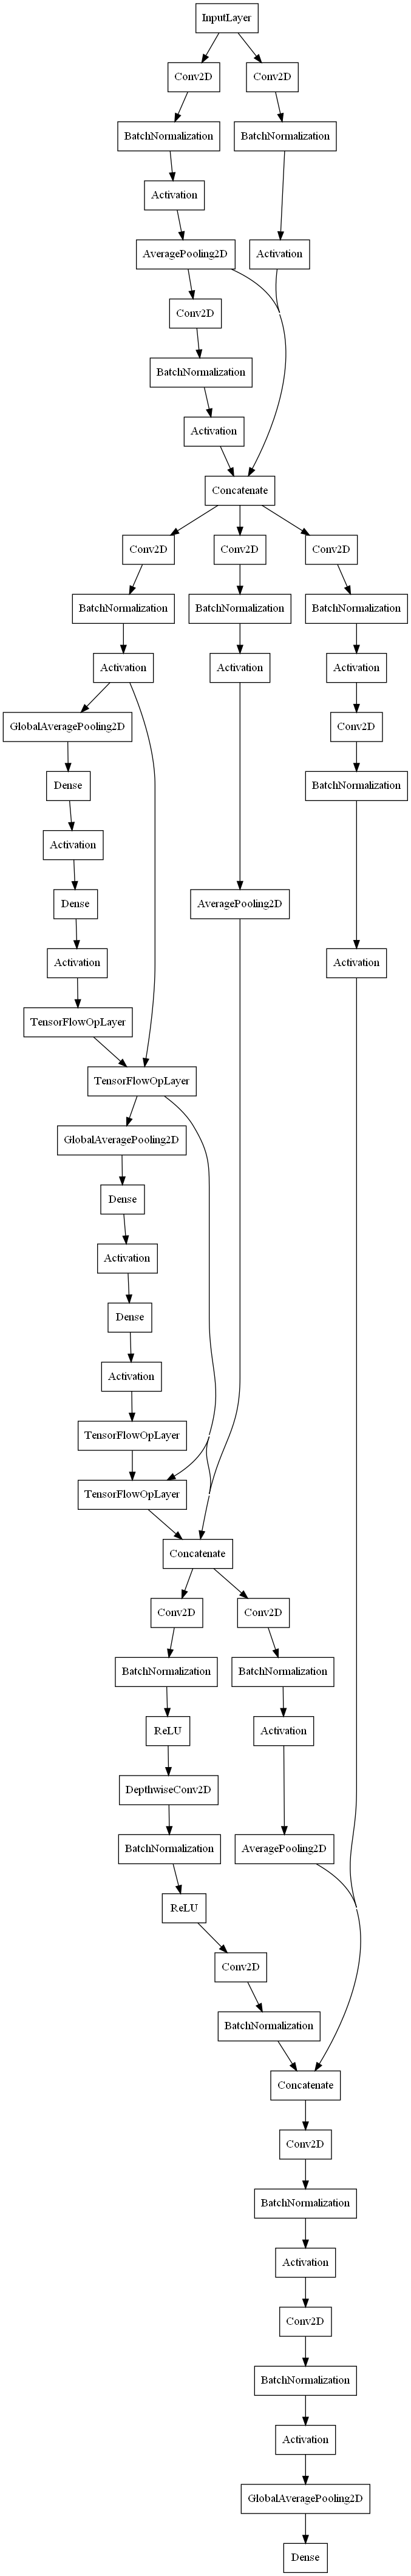 InputLayer
Conv2D
Conv2D
BatchNormalization
BatchNormalization
Activation
AveragePooling2D
Activation
Conv2D
BatchNormalization
Activation
Concatenate
Conv2D
Conv2D
Conv2D
BatchNormalization
BatchNormalization
BatchNormalization
Activation
Activation
Activation
GlobalAveragePooling2D
Conv2D
Dense
BatchNormalization
Activation
Dense
AveragePooling2D
Activation
Activation
TensorFlowOpLayer
TensorFlowOpLayer
GlobalAveragePooling2D
Dense
Activation
Dense
Activation
TensorFlowOpLayer
TensorFlowOpLayer
Concatenate
Conv2D
Conv2D
BatchNormalization
BatchNormalization
ReLU
Activation
DepthwiseConv2D
BatchNormalization
AveragePooling2D
ReLU
Conv2D
BatchNormalization
Concatenate
Conv2D
BatchNormalization
Activation
Conv2D
BatchNormalization
Activation
GlobalAveragePooling2D
Dense